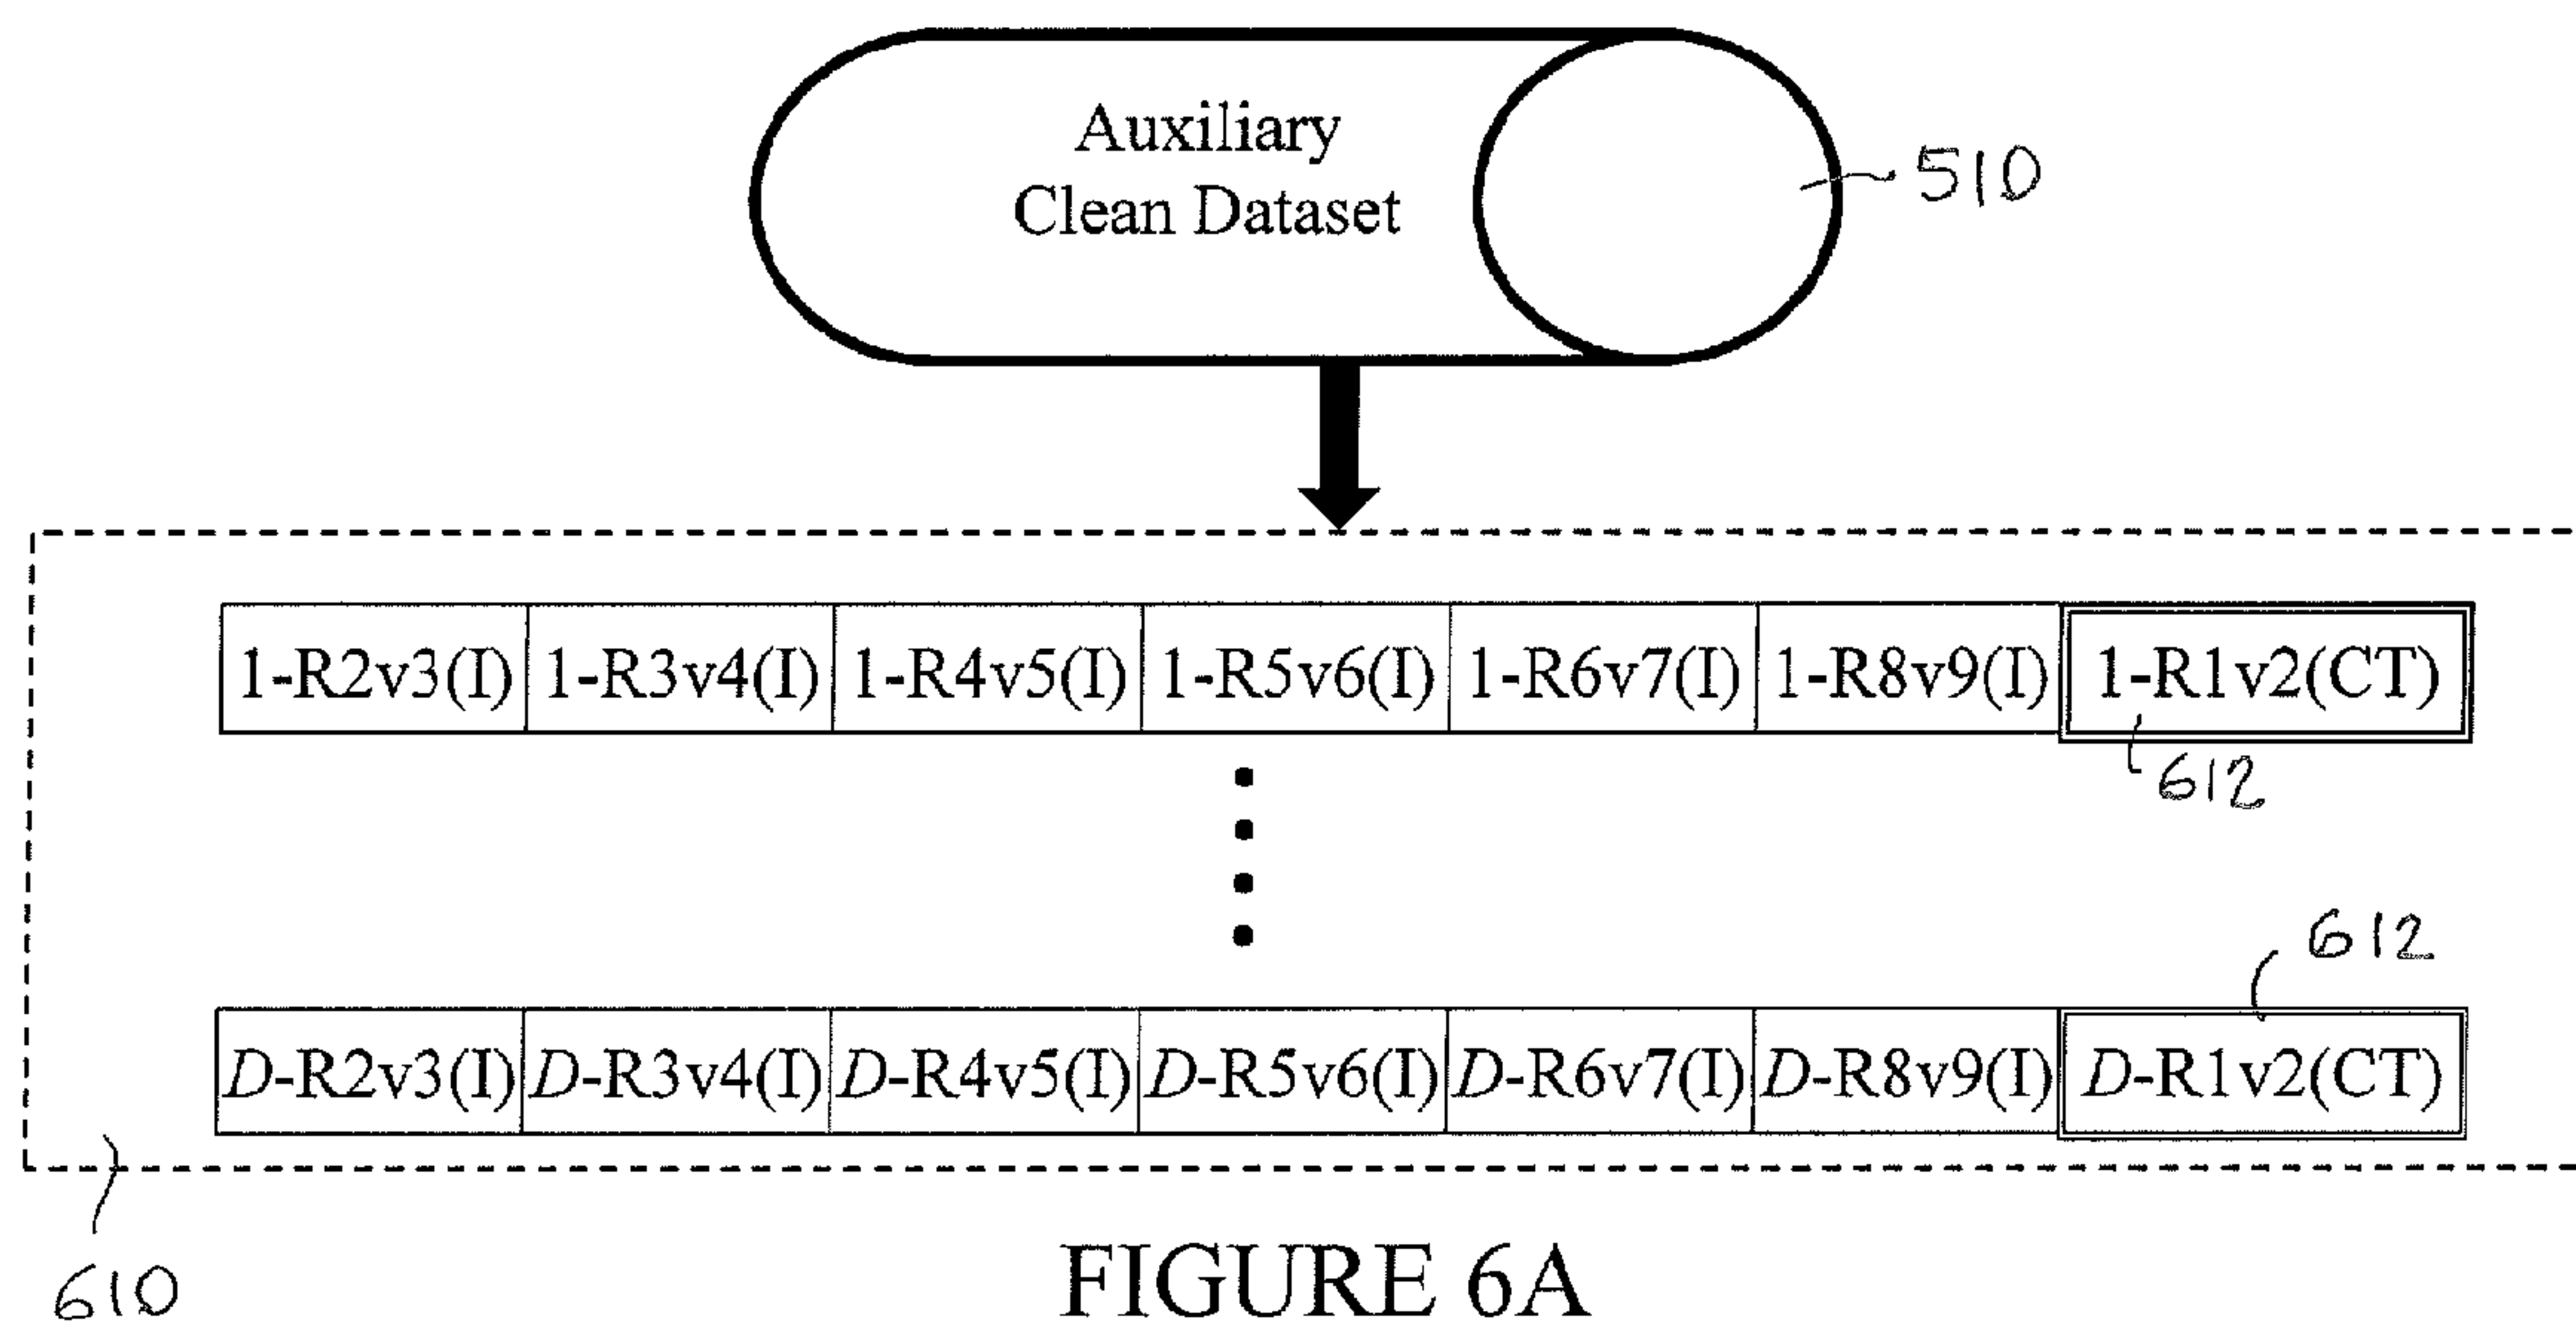 Auxiliary
Clean Dataset
510
1-R2v3(I) 1-R3v4(I) 1-R4v5(I) 1-R5v6(I) 1-R6v7(I) 1-R8v9(I) 1-R1v2(CT)
612
612
D-R2v3(I) D-R3v4(I) D-R4v5(I) D-R5v6(I) D-R6v7(I) D-R8v9(I) D-R1v2(CT)
610
FIGURE 6A